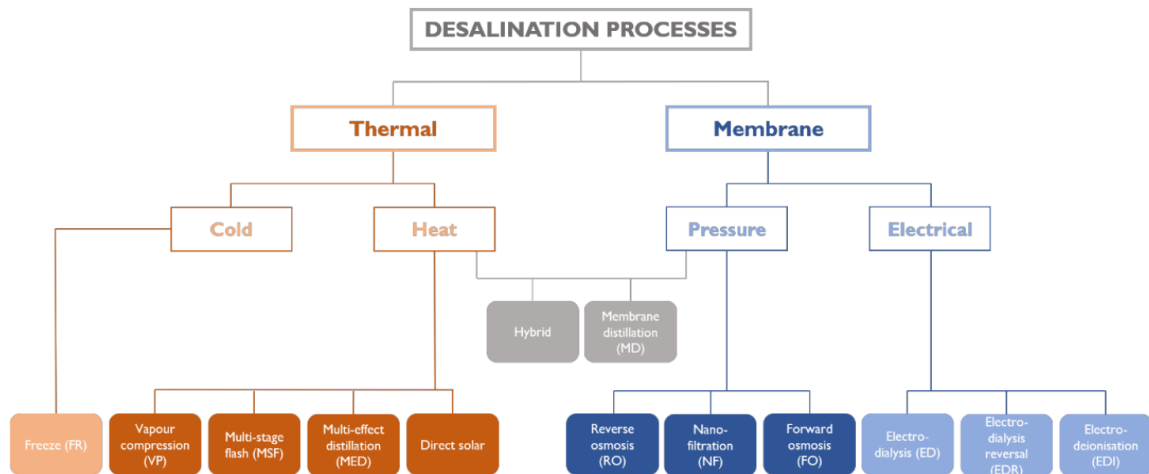 DESALINATION PROCESSES
Thermal
Membrane
Cold
Heat
Pressure
Electrical
Hybrid
Membrane
distillation
(MD)
Freeze (FR)
Vapour
compression
(VP)
Multi-stage
flash (MSF)
Multi-effect
distillation
(MED)
Direct solar
Reverse
osmosis
(RO)
Nano-
filtration
(NF)
Forward
osmosis
(FO)
Electro-
dialysis (ED)
Electro-
dialysis
reversal
(EDR)
Electro-
deionisation
(EDI)